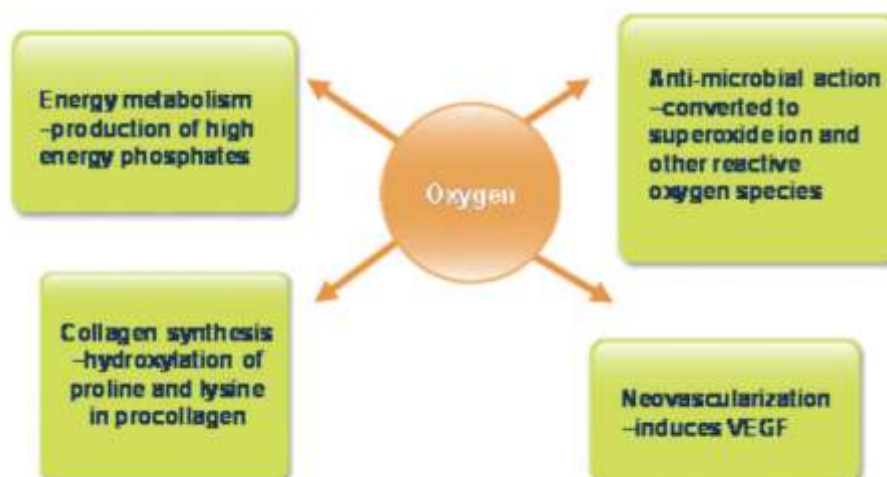 Energy metabolism
–production of high
energy phosphates
Anti-microbial action
–converted to
superoxide ion and
other reactive
oxygen species
Oxygen
Collagen synthesis
–hydroxylation of
proline and lysine
in procollagen
Neovascularization
–induces VEGF